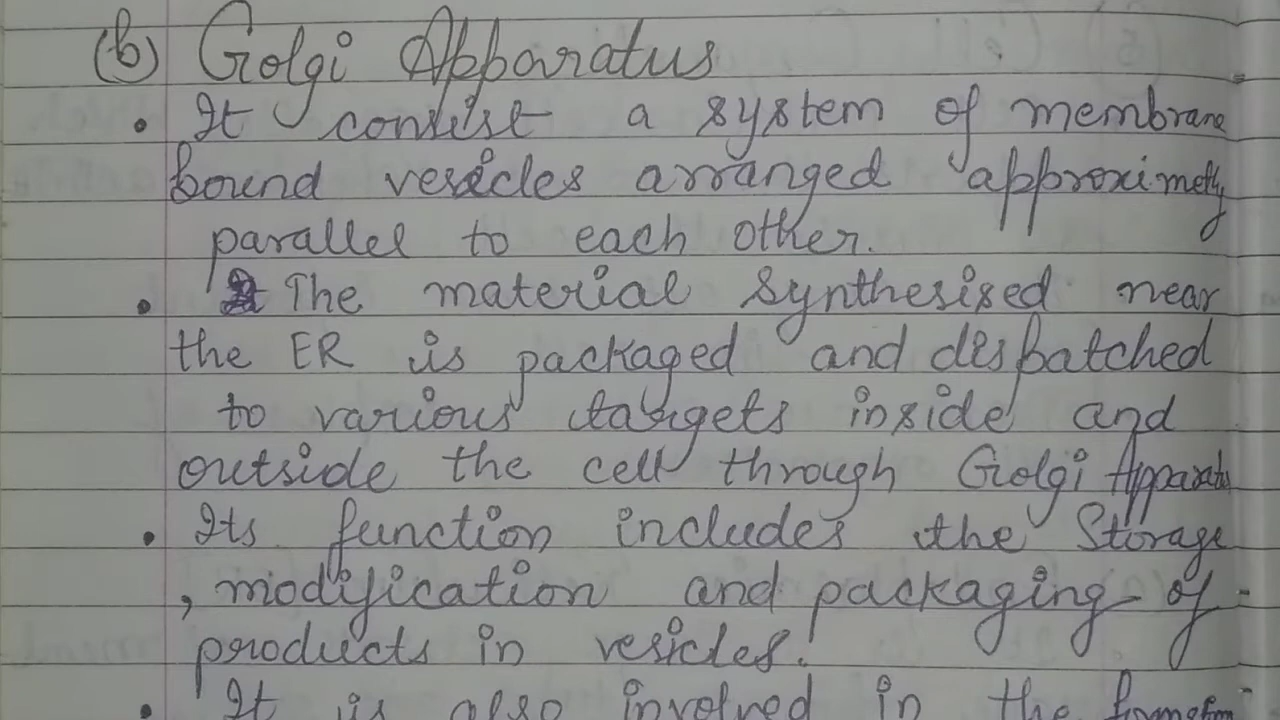 (b) Golgi Apparatus
• It consist a system of membrane
bound vesicles arranged approximetly
parallel to each other.
• The material synthesised near
the ER is packaged and dispatched
to various targets inside and
outside the cell through Golgi Apparatus
• Its function includes the Storage
, modification and packaging of
products in vesicles.
• It is also involved in the